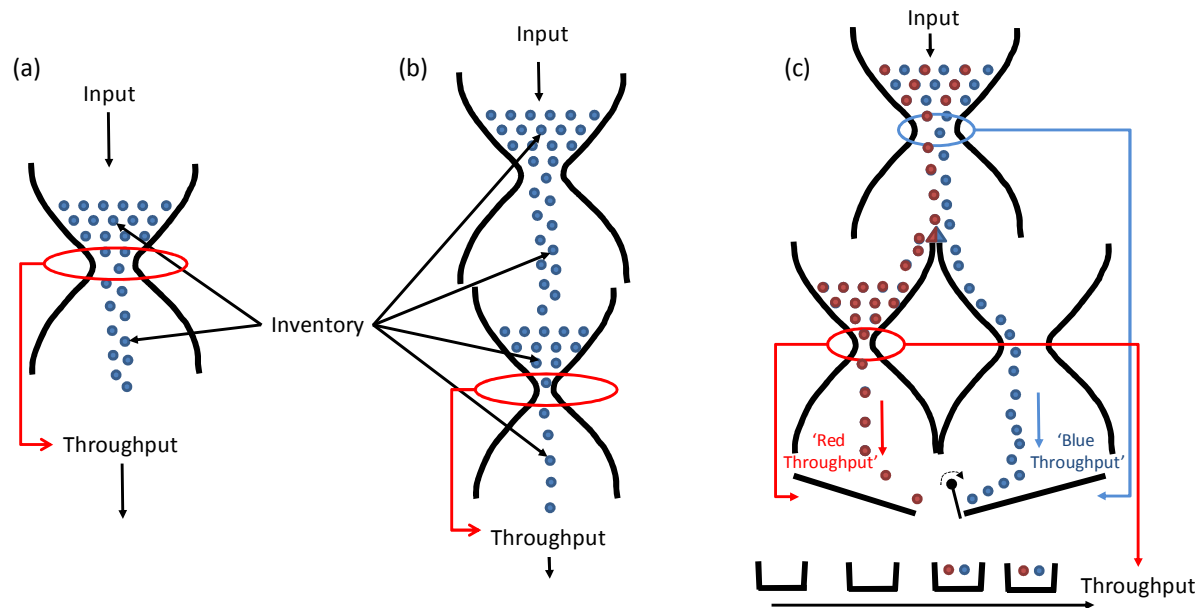 (a)
Input
Throughput
Inventory
(b)
Input
Throughput
(c)
Input
‘Red
Throughput’
‘Blue
Throughput’
Throughput